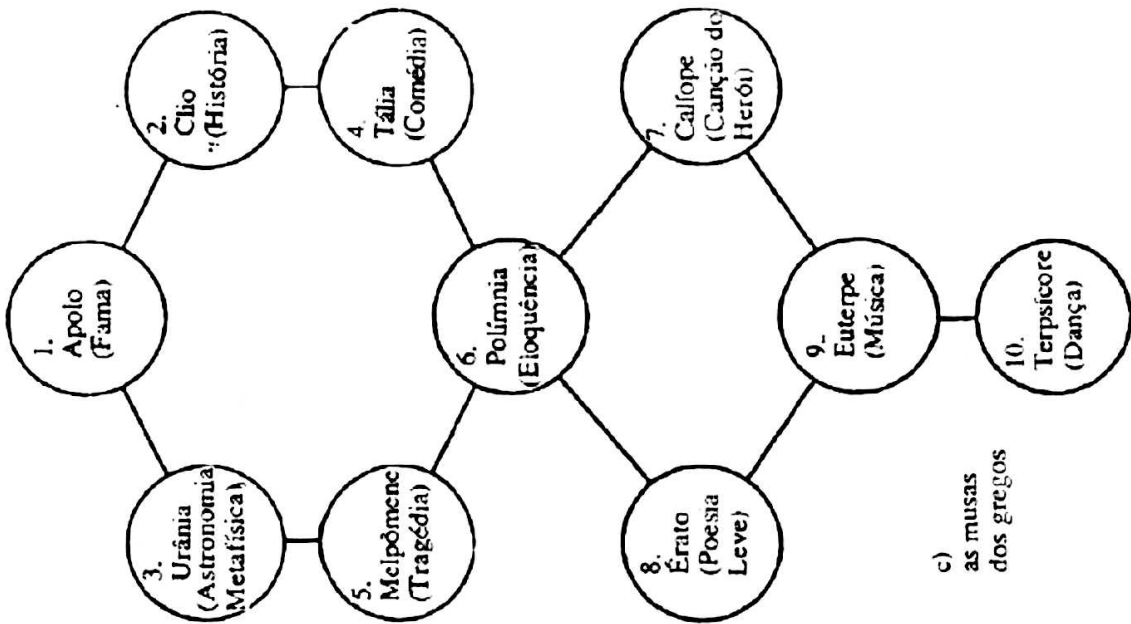 1.
Apolo
(Fama)
2.
Clio
(História)
3.
Urânia
(Astronomia
Metafísica)
4.
Tália
(Comédia)
5.
Melpômene
(Tragédia)
6.
Polímnia
(Eloquência)
7.
Calíope
(Canção do
Herói)
8.
Érato
(Poesia
Leve)
9.
Euterpe
(Música)
10.
Terpsícore
(Dança)
c)
as musas
dos gregos